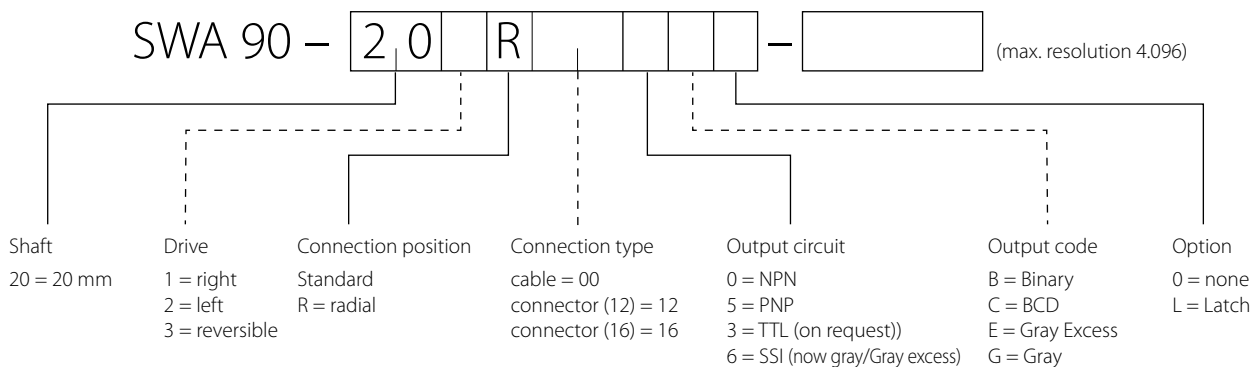 SWA 90 – 2 0 R – (max. resolution 4.096)
Shaft
20 = 20 mm
Drive
1 = right
2 = left
3 = reversible
Connection position
Standard
R = radial
Connection type
cable = 00
connector (12) = 12
connector (16) = 16
Output circuit
0 = NPN
5 = PNP
3 = TTL (on request))
6 = SSI (now gray/Gray excess)
Output code
B = Binary
C = BCD
E = Gray Excess
G = Gray
Option
0 = none
L = Latch